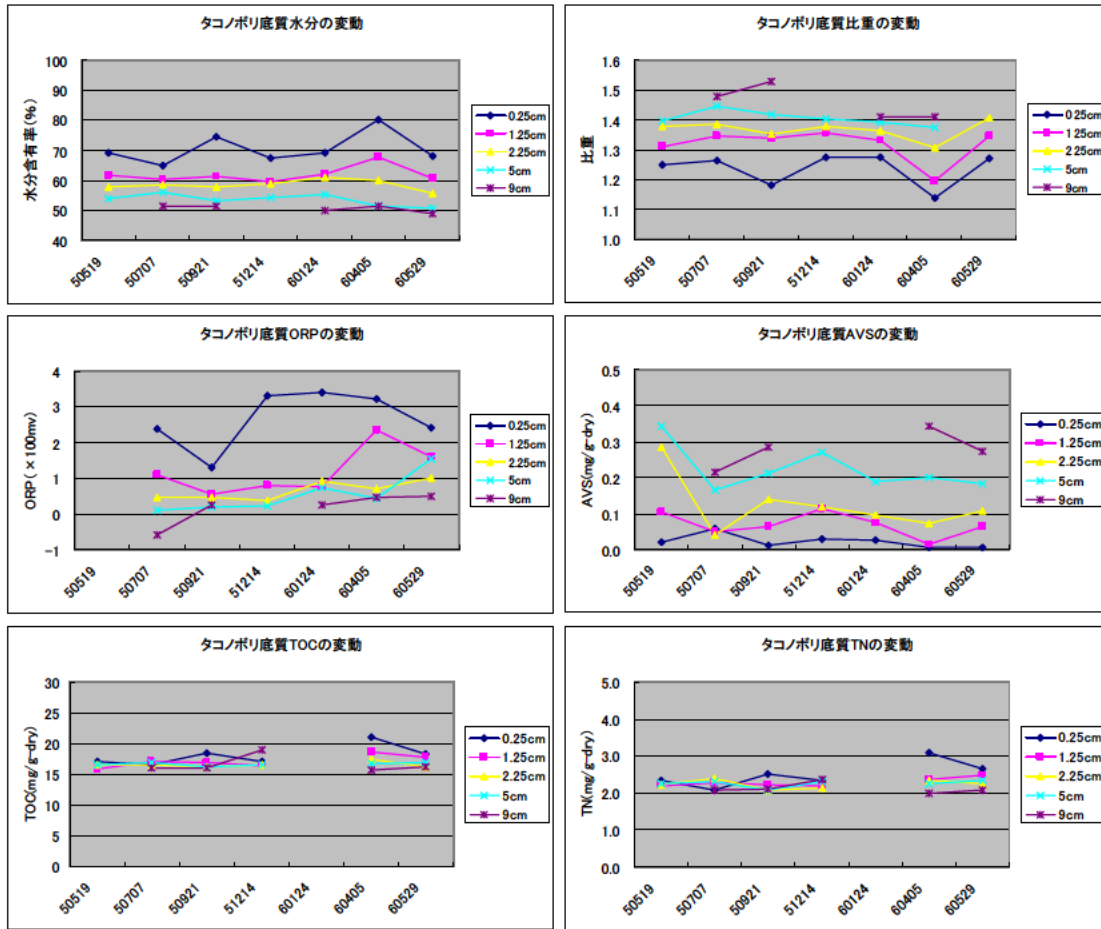 タコノボリ底質水分の変動
水分含有率(%)
100
90
80
70
60
50
40
50519
50707
50921
51214
60124
60405
60529
0.25cm
1.25cm
2.25cm
5cm
9cm
タコノボリ底質比重の変動
比重
1.6
1.5
1.4
1.3
1.2
1.1
1.0
50519
50707
50921
51214
60124
60405
60529
0.25cm
1.25cm
2.25cm
5cm
9cm
タコノボリ底質ORPの変動
ORP(×100mv)
4
3
2
1
0
-1
50519
50707
50921
51214
60124
60405
60529
0.25cm
1.25cm
2.25cm
5cm
9cm
タコノボリ底質AVSの変動
AVS(mg/g-dry)
0.5
0.4
0.3
0.2
0.1
0.0
50519
50707
50921
51214
60124
60405
60529
0.25cm
1.25cm
2.25cm
5cm
9cm
タコノボリ底質TOCの変動
TOC(mg/g-dry)
30
25
20
15
10
5
0
50519
50707
50921
51214
60124
60405
60529
0.25cm
1.25cm
2.25cm
5cm
9cm
タコノボリ底質TNの変動
TN(mg/g-dry)
5.0
4.0
3.0
2.0
1.0
0.0
50519
50707
50921
51214
60124
60405
60529
0.25cm
1.25cm
2.25cm
5cm
9cm